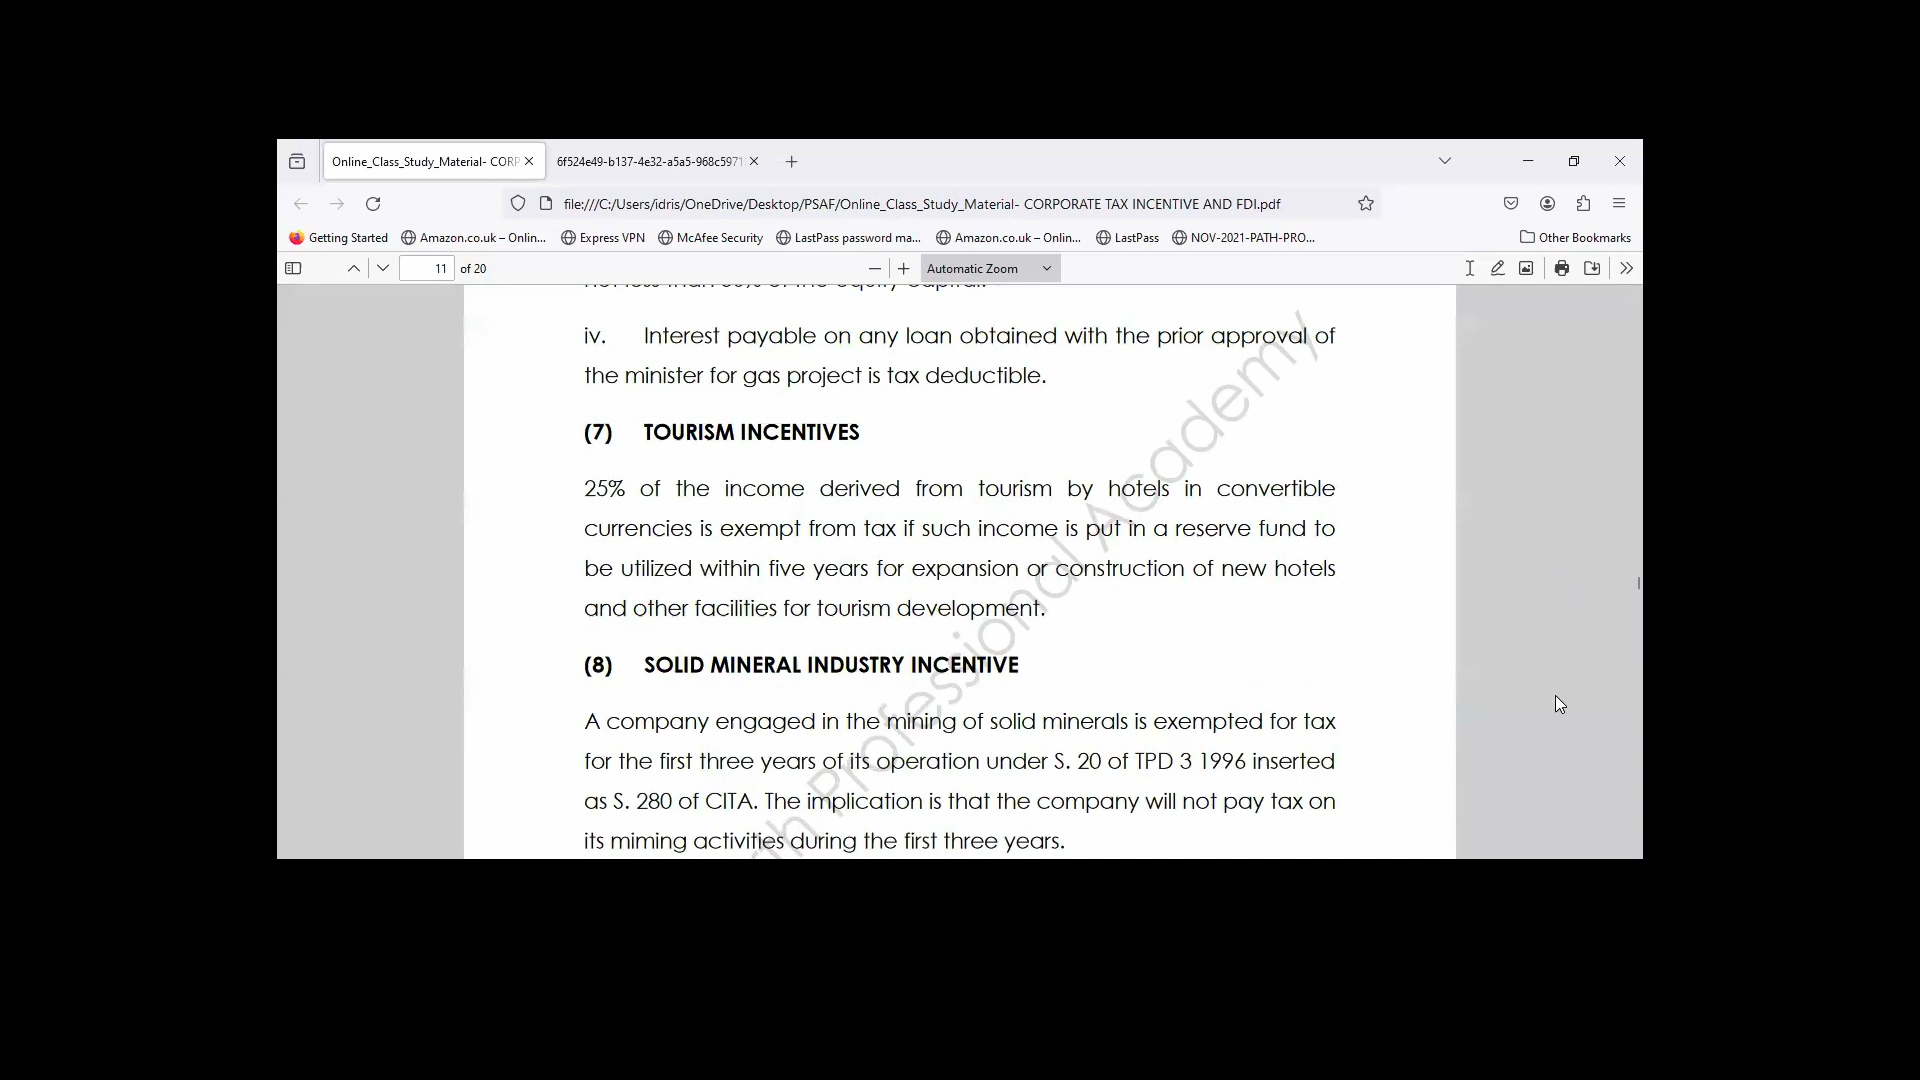 Online_Class_Study_Material- CORP
6f524e49-b137-4e32-a5a5-968c5971
file:///C:/Users/idris/OneDrive/Desktop/PSAF/Online_Class_Study_Material- CORPORATE TAX INCENTIVE AND FDI.pdf
Getting Started Amazon.co.uk – Onlin... Express VPN McAfee Security LastPass password ma... Amazon.co.uk – Onlin... LastPass NOV-2021-PATH-PRO... Other Bookmarks
11 of 20 Automatic Zoom
iv. Interest payable on any loan obtained with the prior approval of
the minister for gas project is tax deductible.
(7) TOURISM INCENTIVES
25% of the income derived from tourism by hotels in convertible
currencies is exempt from tax if such income is put in a reserve fund to
be utilized within five years for expansion or construction of new hotels
and other facilities for tourism development.
(8) SOLID MINERAL INDUSTRY INCENTIVE
A company engaged in the mining of solid minerals is exempted for tax
for the first three years of its operation under S. 20 of TPD 3 1996 inserted
as S. 280 of CITA. The implication is that the company will not pay tax on
its miming activities during the first three years.
Professional Academy